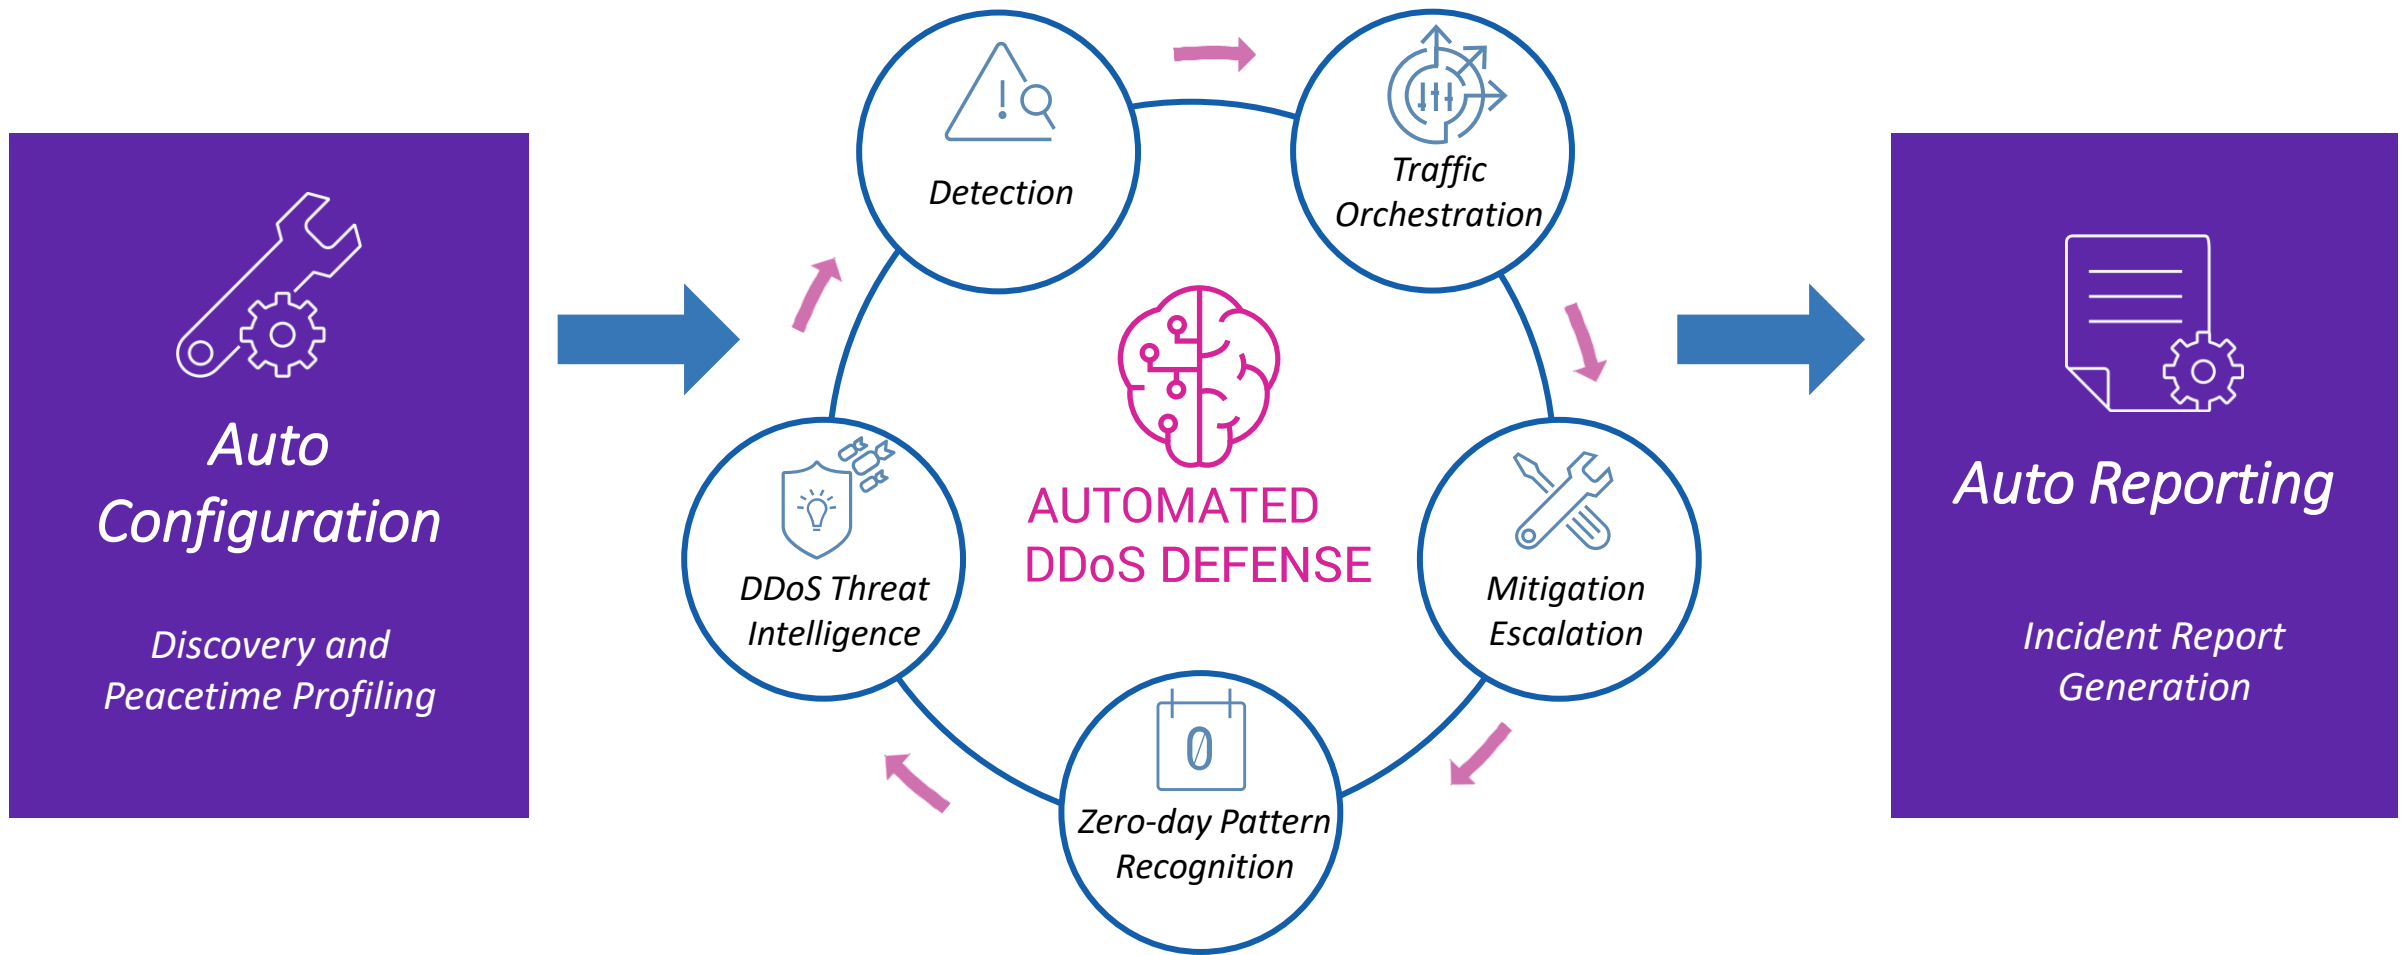 Auto
Configuration
Discovery and
Peacetime Profiling
Detection
Traffic
Orchestration
Mitigation
Escalation
Zero-day Pattern
Recognition
DDoS Threat
Intelligence
AUTOMATED
DDoS DEFENSE
0
Auto Reporting
Incident Report
Generation